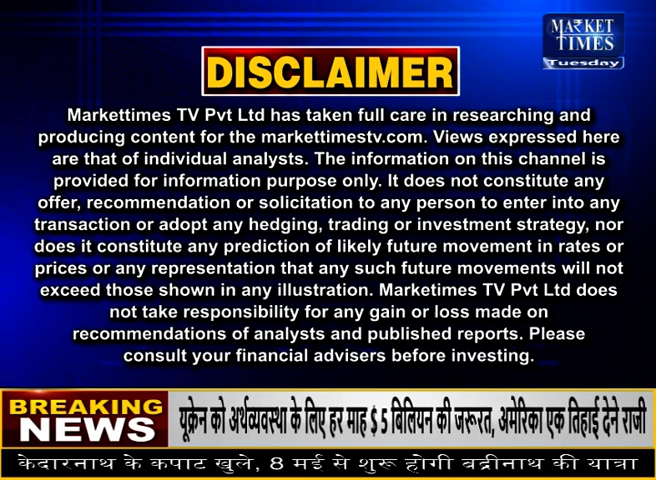 MARKET
TIMES
Tuesday
DISCLAIMER
Markettimes TV Pvt Ltd has taken full care in researching and
producing content for the markettimestv.com. Views expressed here
are that of individual analysts. The information on this channel is
provided for information purpose only. It does not constitute any
offer, recommendation or solicitation to any person to enter into any
transaction or adopt any hedging, trading or investment strategy, nor
does it constitute any prediction of likely future movement in rates or
prices or any representation that any such future movements will not
exceed those shown in any illustration. Marketimes TV Pvt Ltd does
not take responsibility for any gain or loss made on
recommendations of analysts and published reports. Please
consult your financial advisers before investing.
BREAKING
NEWS
यूक्रेन को अर्थव्यवस्था के लिए हर माह $ 5 बिलियन की जरूरत, अमेरिका एक तिहाई देने राजी
केदारनाथ के कपाट खुले, 8 मई से शुरू होगी बद्रीनाथ की यात्रा